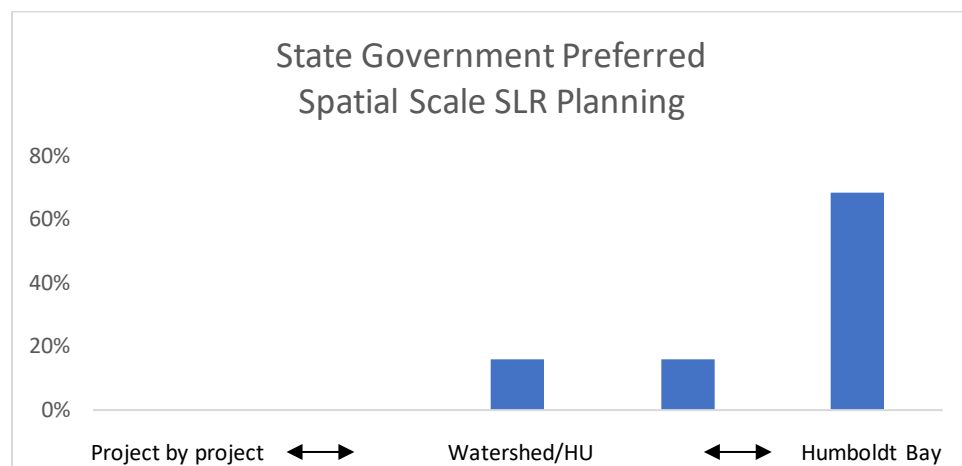 State Government Preferred
Spatial Scale SLR Planning
80%
60%
40%
20%
0%
Project by project
Watershed/HU
Humboldt Bay